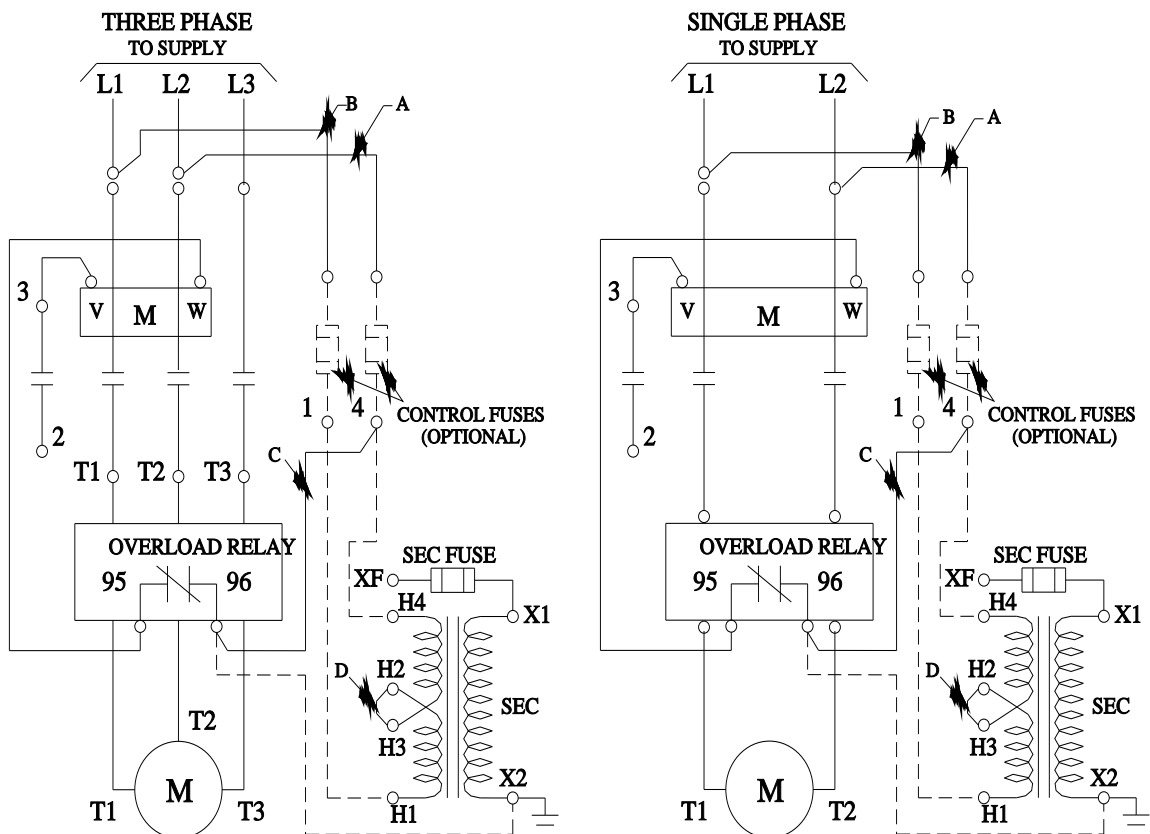 THREE PHASE
TO SUPPLY
L1 L2 L3
B A
3
V M W
1 4
CONTROL FUSES
(OPTIONAL)
2
C
T1 T2 T3
OVERLOAD RELAY
95 96
SEC FUSE
XF
H4 X1
D H2
SEC
H3
T2
X2
T1 M T3
H1
SINGLE PHASE
TO SUPPLY
L1 L2
B A
3
V M W
1 4
CONTROL FUSES
(OPTIONAL)
2
C
OVERLOAD RELAY
95 96
SEC FUSE
XF
H4 X1
D H2
SEC
H3
X2
T1 M T2
H1